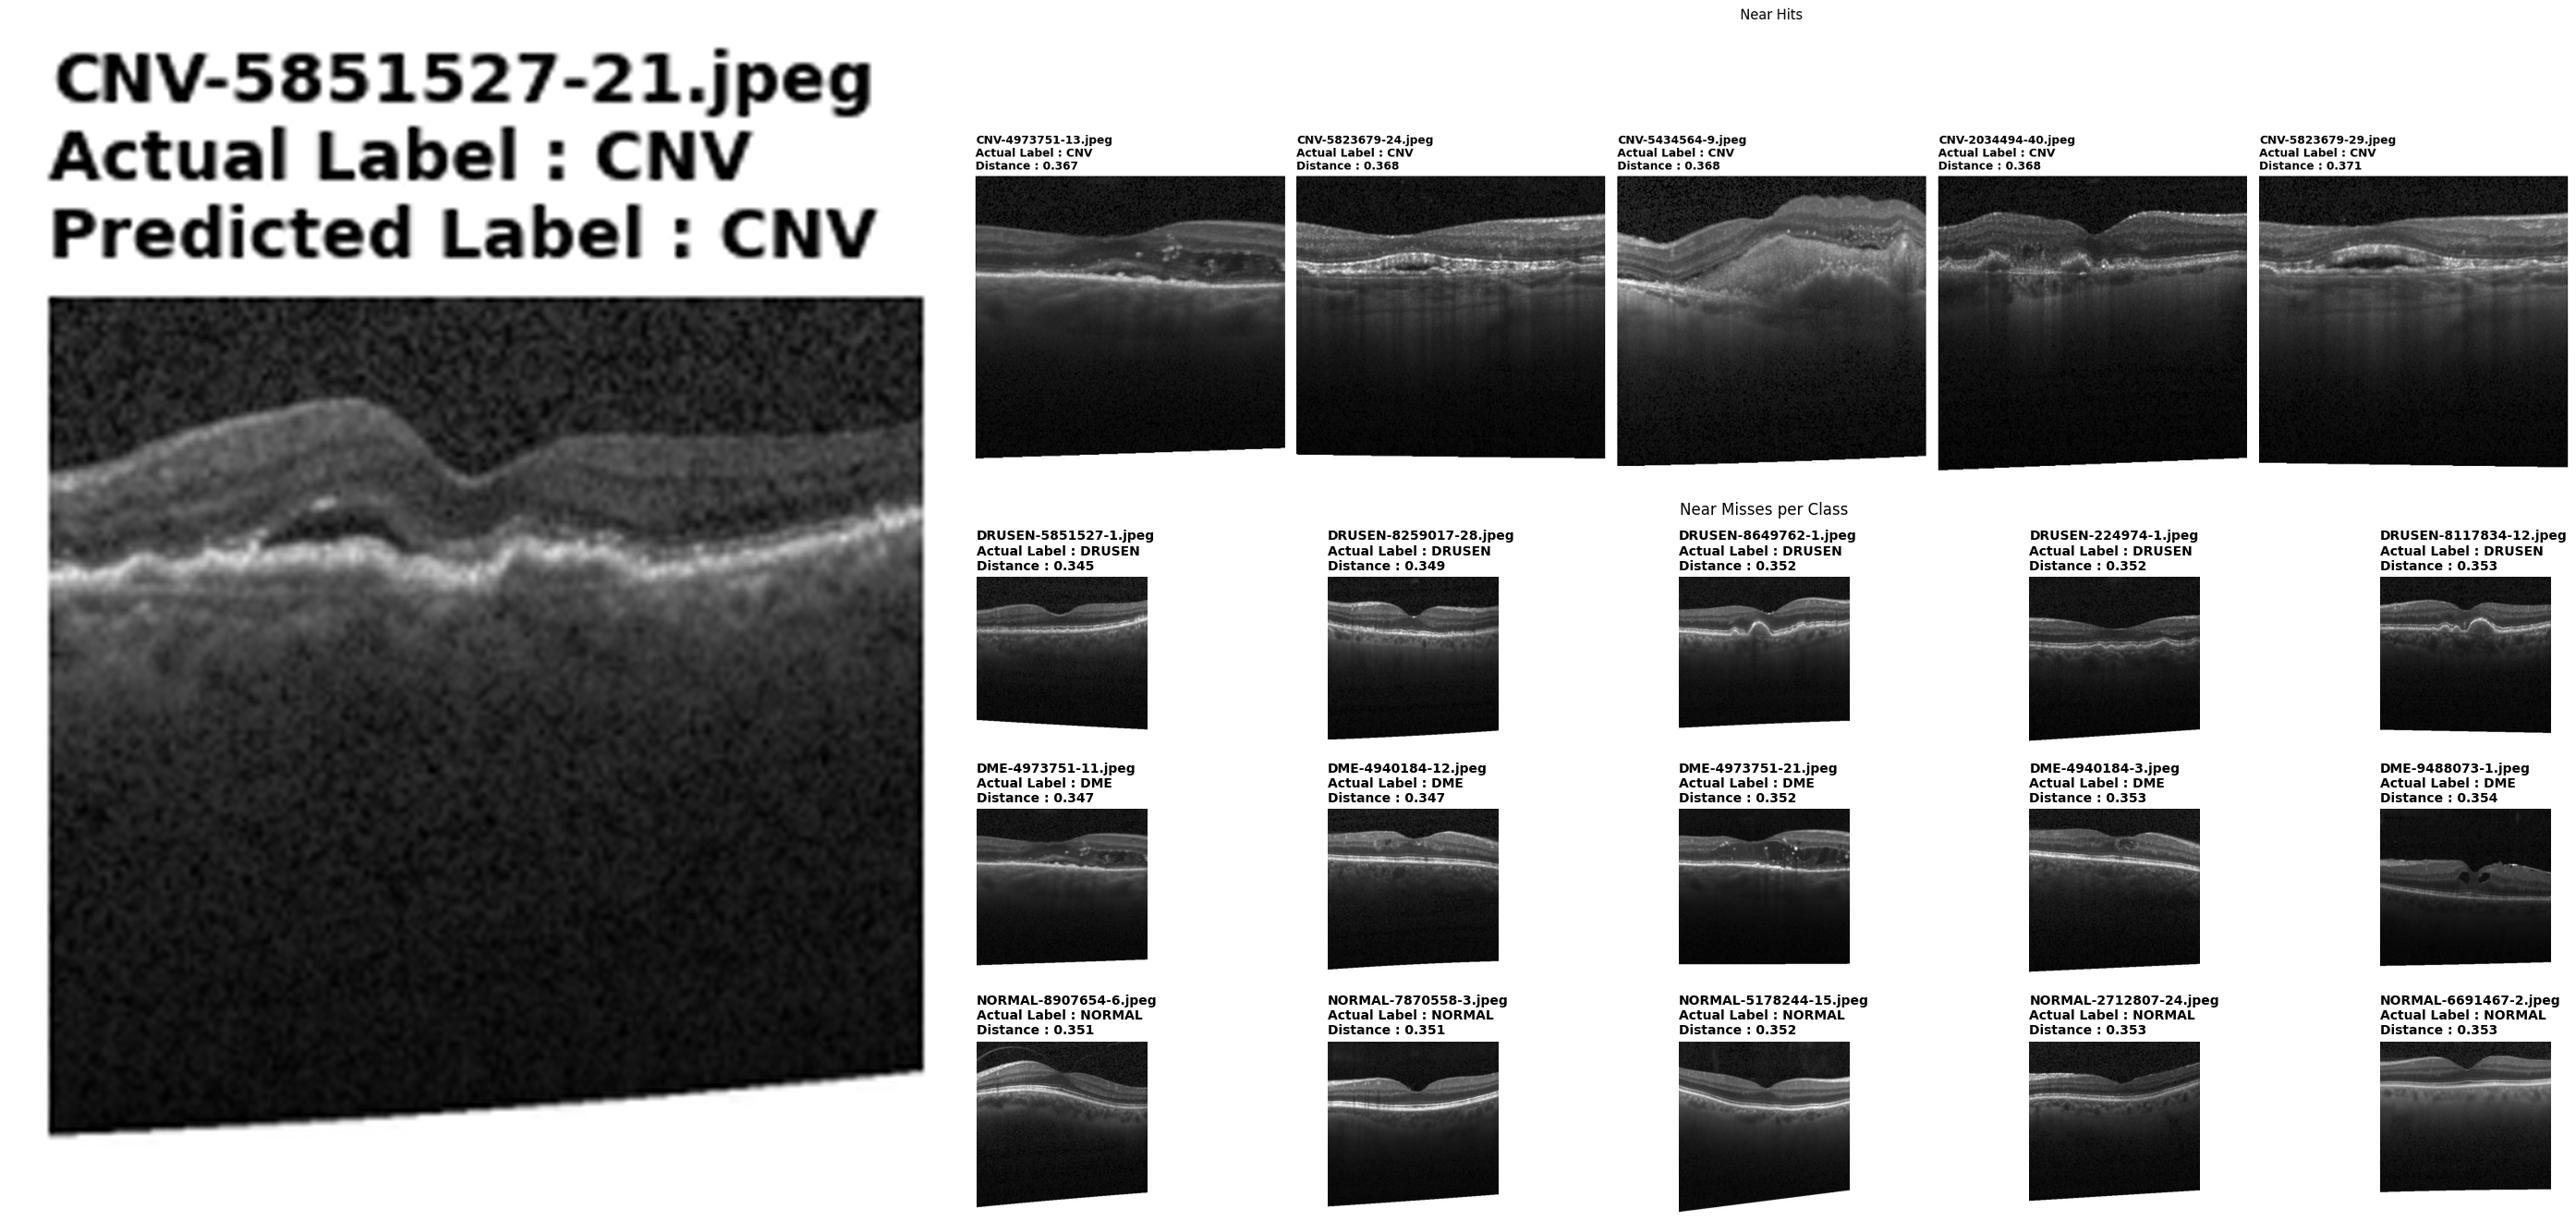 CNV-5851527-21.jpeg
Actual Label : CNV
Predicted Label : CNV
Near Hits
CNV-4973751-13.jpeg
Actual Label : CNV
Distance : 0.367
CNV-5823679-24.jpeg
Actual Label : CNV
Distance : 0.368
CNV-5434564-9.jpeg
Actual Label : CNV
Distance : 0.368
CNV-2034494-40.jpeg
Actual Label : CNV
Distance : 0.368
CNV-5823679-29.jpeg
Actual Label : CNV
Distance : 0.371
Near Misses per Class
DRUSEN-5851527-1.jpeg
Actual Label : DRUSEN
Distance : 0.345
DRUSEN-8259017-28.jpeg
Actual Label : DRUSEN
Distance : 0.349
DRUSEN-8649762-1.jpeg
Actual Label : DRUSEN
Distance : 0.352
DRUSEN-224974-1.jpeg
Actual Label : DRUSEN
Distance : 0.352
DRUSEN-8117834-12.jpeg
Actual Label : DRUSEN
Distance : 0.353
DME-4973751-11.jpeg
Actual Label : DME
Distance : 0.347
DME-4940184-12.jpeg
Actual Label : DME
Distance : 0.347
DME-4973751-21.jpeg
Actual Label : DME
Distance : 0.352
DME-4940184-3.jpeg
Actual Label : DME
Distance : 0.353
DME-9488073-1.jpeg
Actual Label : DME
Distance : 0.354
NORMAL-8907654-6.jpeg
Actual Label : NORMAL
Distance : 0.351
NORMAL-7870558-3.jpeg
Actual Label : NORMAL
Distance : 0.351
NORMAL-5178244-15.jpeg
Actual Label : NORMAL
Distance : 0.352
NORMAL-2712807-24.jpeg
Actual Label : NORMAL
Distance : 0.353
NORMAL-6691467-2.jpeg
Actual Label : NORMAL
Distance : 0.353